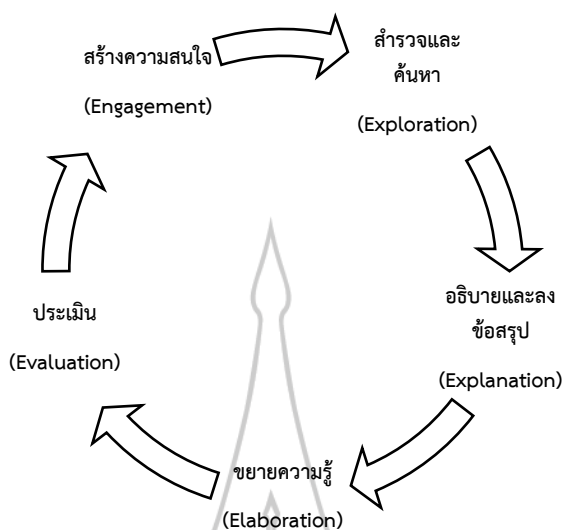 สร้างความสนใจ
(Engagement)
สำรวจและ
ค้นหา
(Exploration)
อธิบายและลง
ข้อสรุป
(Explanation)
ขยายความรู้
(Elaboration)
ประเมิน
(Evaluation)